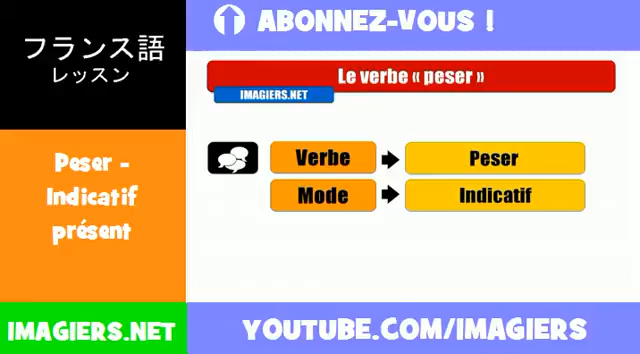 フランス語
レッスン
Peser -
Indicatif
présent
IMAGIERS.NET
ABONNEZ-VOUS !
Le verbe « peser »
IMAGIERS.NET
Verbe
Peser
Mode
Indicatif
YOUTUBE.COM/IMAGIERS